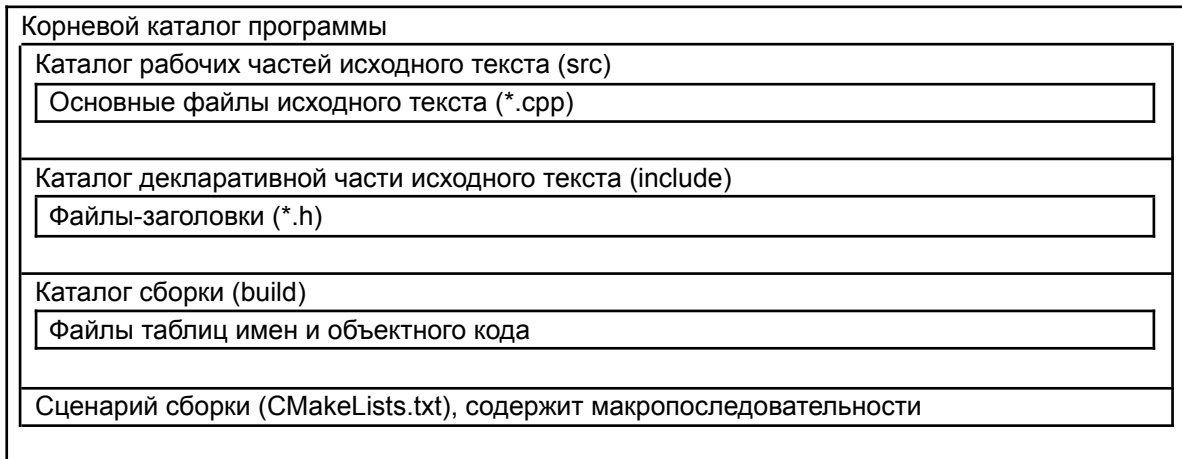 Корневой каталог программы
Каталог рабочих частей исходного текста (src)
Основные файлы исходного текста (*.cpp)
Каталог декларативной части исходного текста (include)
Файлы-заголовки (*.h)
Каталог сборки (build)
Файлы таблиц имен и объектного кода
Сценарий сборки (CMakeLists.txt), содержит макропоследовательности